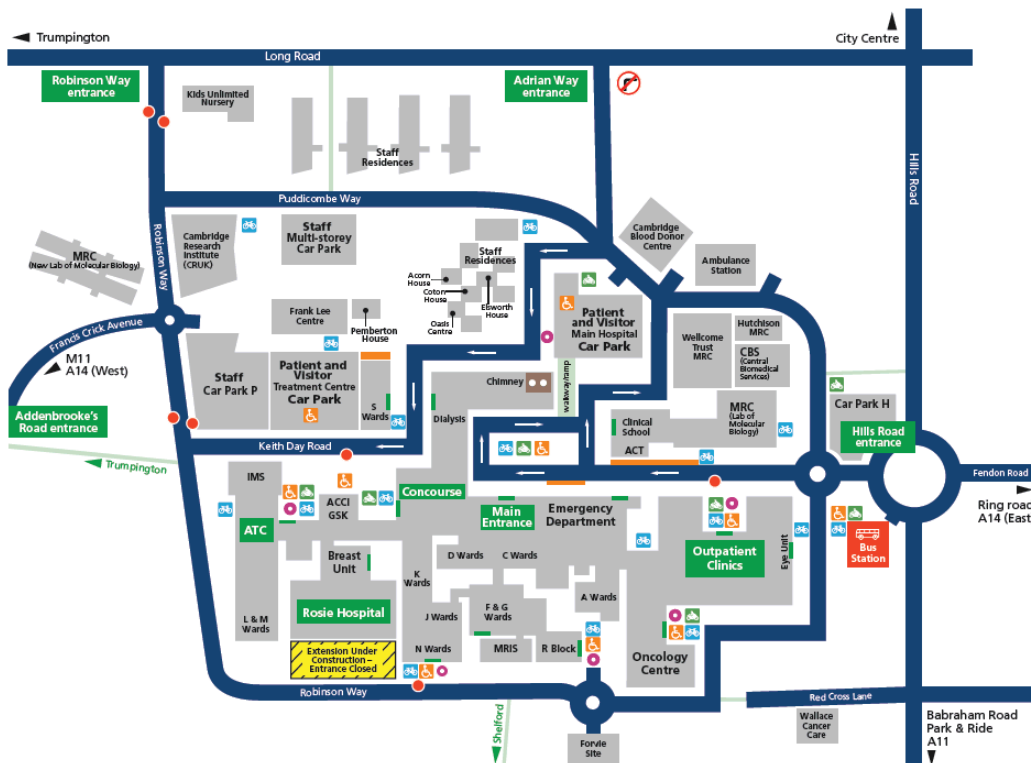 Trumpington
City Centre
Long Road
Robinson Way
entrance
Adrian Way
entrance
Kids Unlimited
Nursery
Staff
Residences
Hills Road
Puddicombe Way
Robinson Way
MRC
(New Lab of Molecular Biology)
Cambridge
Research
Institute
(CRUK)
Staff
Multi-storey
Car Park
Staff
Residences
Acorn
House
Coton
House
Elsworth
House
Oasis
Centre
Cambridge
Blood Donor
Centre
Ambulance
Station
Frank Lee
Centre
Pemberton
House
Patient
and Visitor
Main Hospital
Car Park
Wellcome
Trust
MRC
Hutchison
MRC
CBS
(Central
Biomedical
Services)
Francis Crick Avenue
M11
A14 (West)
Staff
Car Park P
Patient and
Visitor
Treatment Centre
Car Park
S
Wards
Chimney
walkway/ramp
Dialysis
Clinical
School
ACT
MRC
(Lab of
Molecular
Biology)
Car Park H
Hills Road
entrance
Addenbrooke's
Road entrance
Trumpington
Keith Day Road
Fendon Road
Ring road
A14 (East
IMS
ATC
ACCI
GSK
Concourse
Main
Entrance
Emergency
Department
Outpatient
Clinics
Eye Unit
Bus
Station
Breast
Unit
Rosie Hospital
L & M
Wards
K
Wards
D Wards
C Wards
A Wards
J Wards
F & G
Wards
N Wards
MRIS
R Block
Oncology
Centre
Extension Under
Construction –
Entrance Closed
Robinson Way
Shelford
Forvie
Site
Red Cross Lane
Wallace
Cancer
Care
Babraham Road
Park & Ride
A11